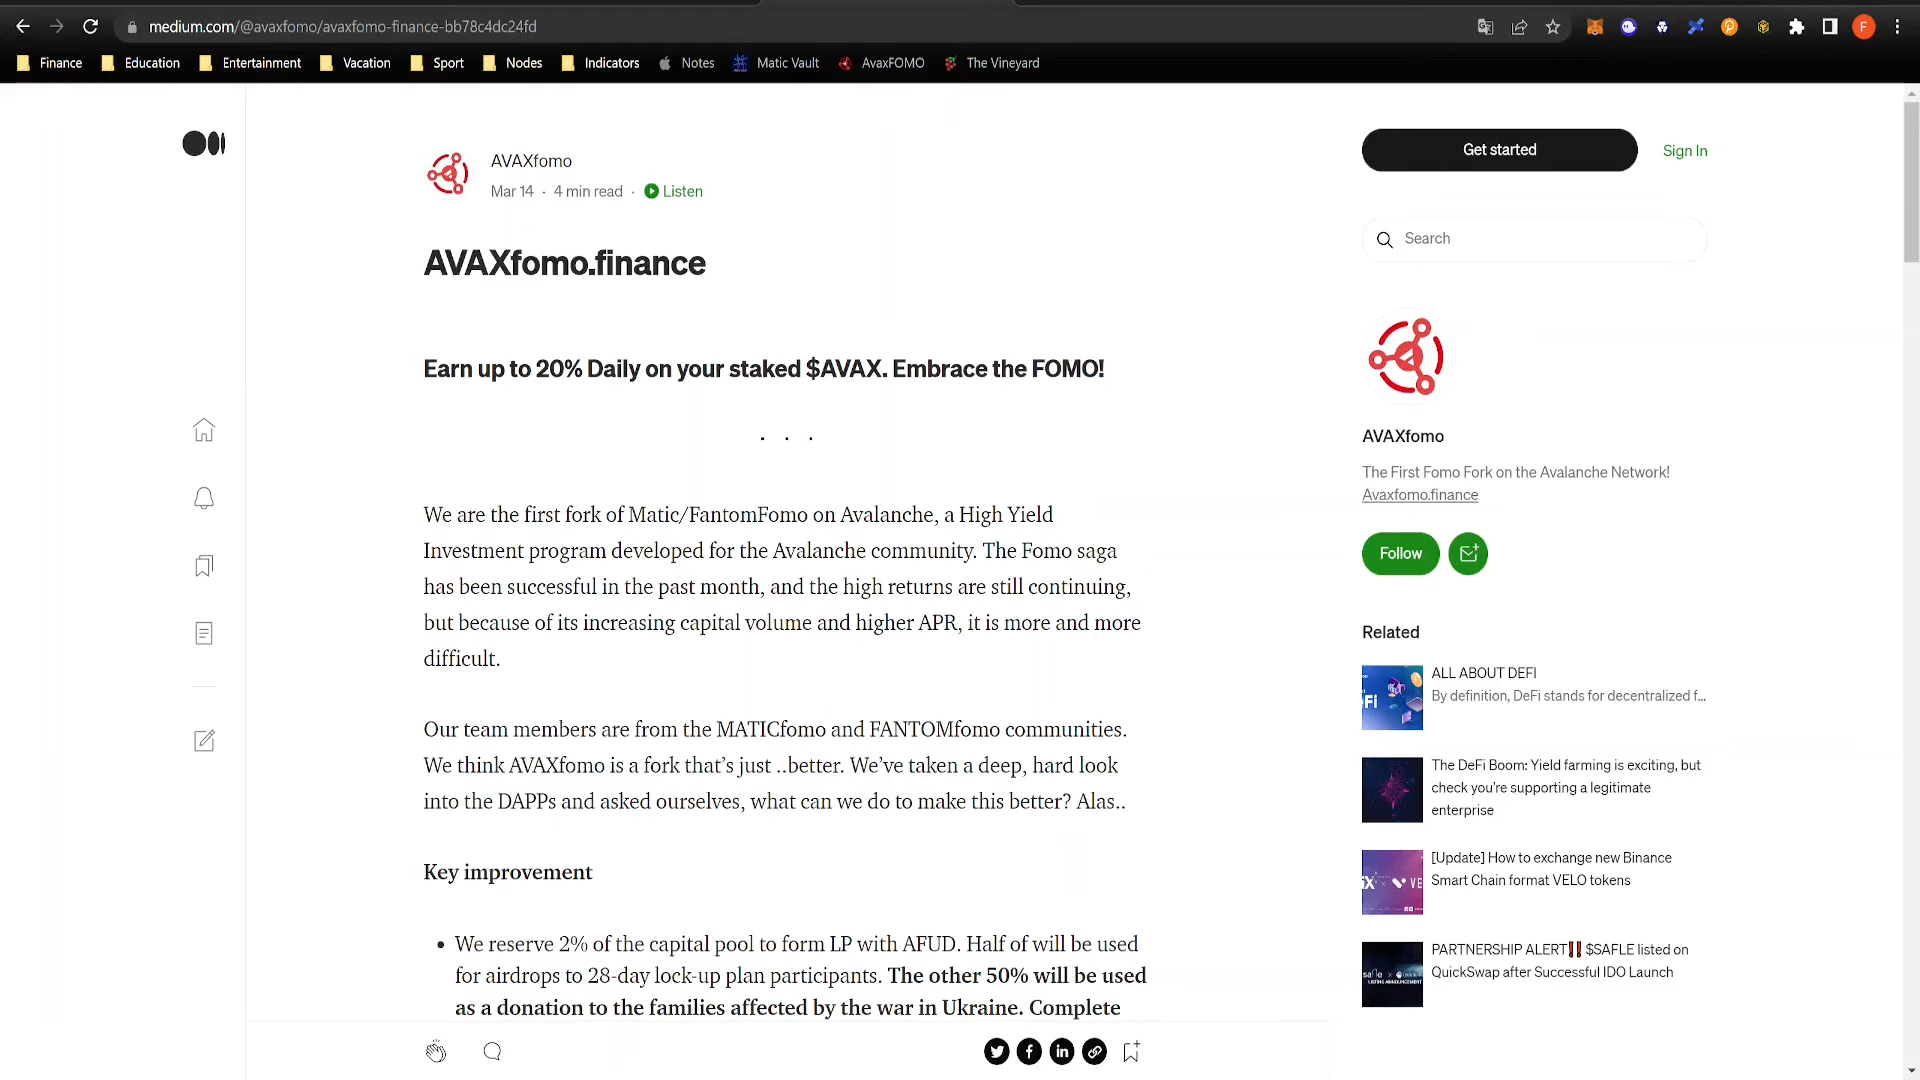 medium.com/@avaxfomo/avaxfomo-finance-bb78c4dc24fd
F
Finance
Education
Entertainment
Vacation
Sport
Nodes
Indicators
Notes
Matic Vault
AvaxFOMO
The Vineyard
AVAXfomo
Mar 14 · 4 min read · Listen
AVAXfomo.finance
Earn up to 20% Daily on your staked $AVAX. Embrace the FOMO!
. . .
We are the first fork of Matic/FantomFomo on Avalanche, a High Yield
Investment program developed for the Avalanche community. The Fomo saga
has been successful in the past month, and the high returns are still continuing,
but because of its increasing capital volume and higher APR, it is more and more
difficult.
Our team members are from the MATICfomo and FANTOMfomo communities.
We think AVAXfomo is a fork that’s just ..better. We’ve taken a deep, hard look
into the DAPPs and asked ourselves, what can we do to make this better? Alas..
Key improvement
• We reserve 2% of the capital pool to form LP with AFUD. Half of will be used
for airdrops to 28-day lock-up plan participants. The other 50% will be used
as a donation to the families affected by the war in Ukraine. Complete
Get started
Sign In
Search
AVAXfomo
The First Fomo Fork on the Avalanche Network!
Avaxfomo.finance
Follow
Related
ALL ABOUT DEFI
By definition, DeFi stands for decentralized f...
The DeFi Boom: Yield farming is exciting, but
check you’re supporting a legitimate
enterprise
[Update] How to exchange new Binance
Smart Chain format VELO tokens
PARTNERSHIP ALERT‼️ $SAFLE listed on
QuickSwap after Successful IDO Launch